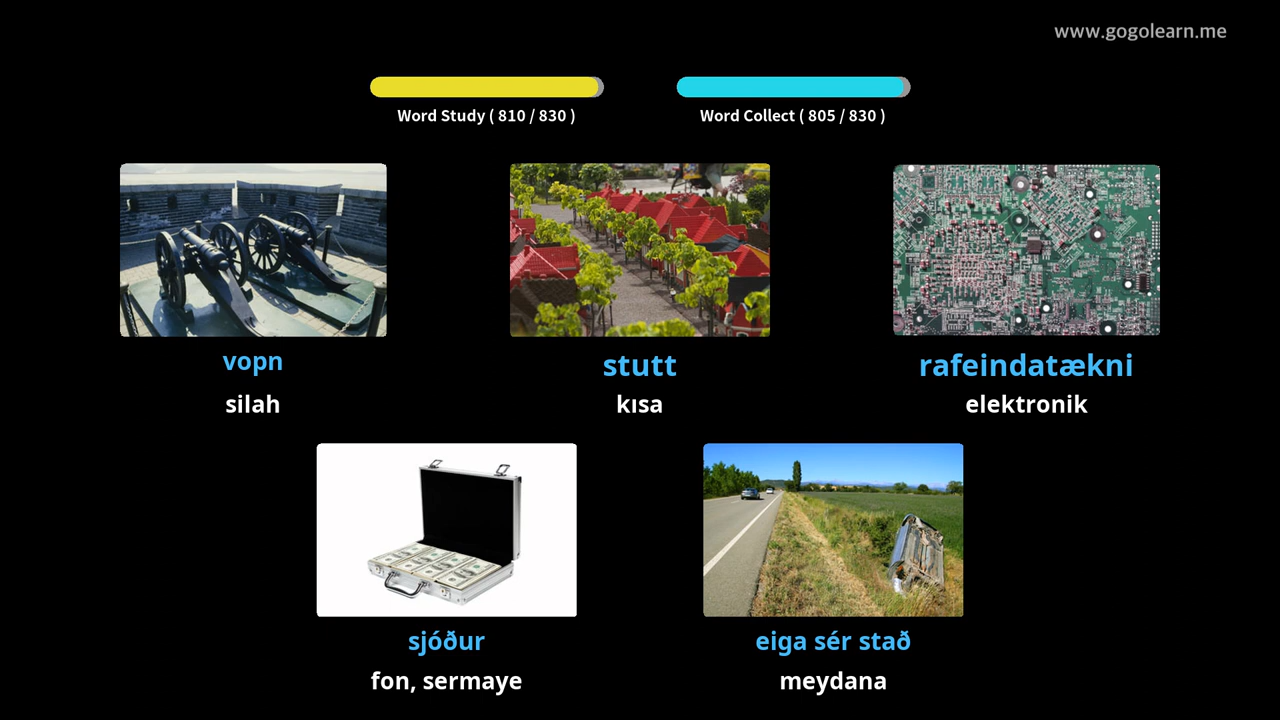 www.gogolearn.me
Word Study ( 810 / 830 )
Word Collect ( 805 / 830 )
vopn
stutt
rafeindatækni
silah
kısa
elektronik
sjóður
eiga sér stað
fon, sermaye
meydana